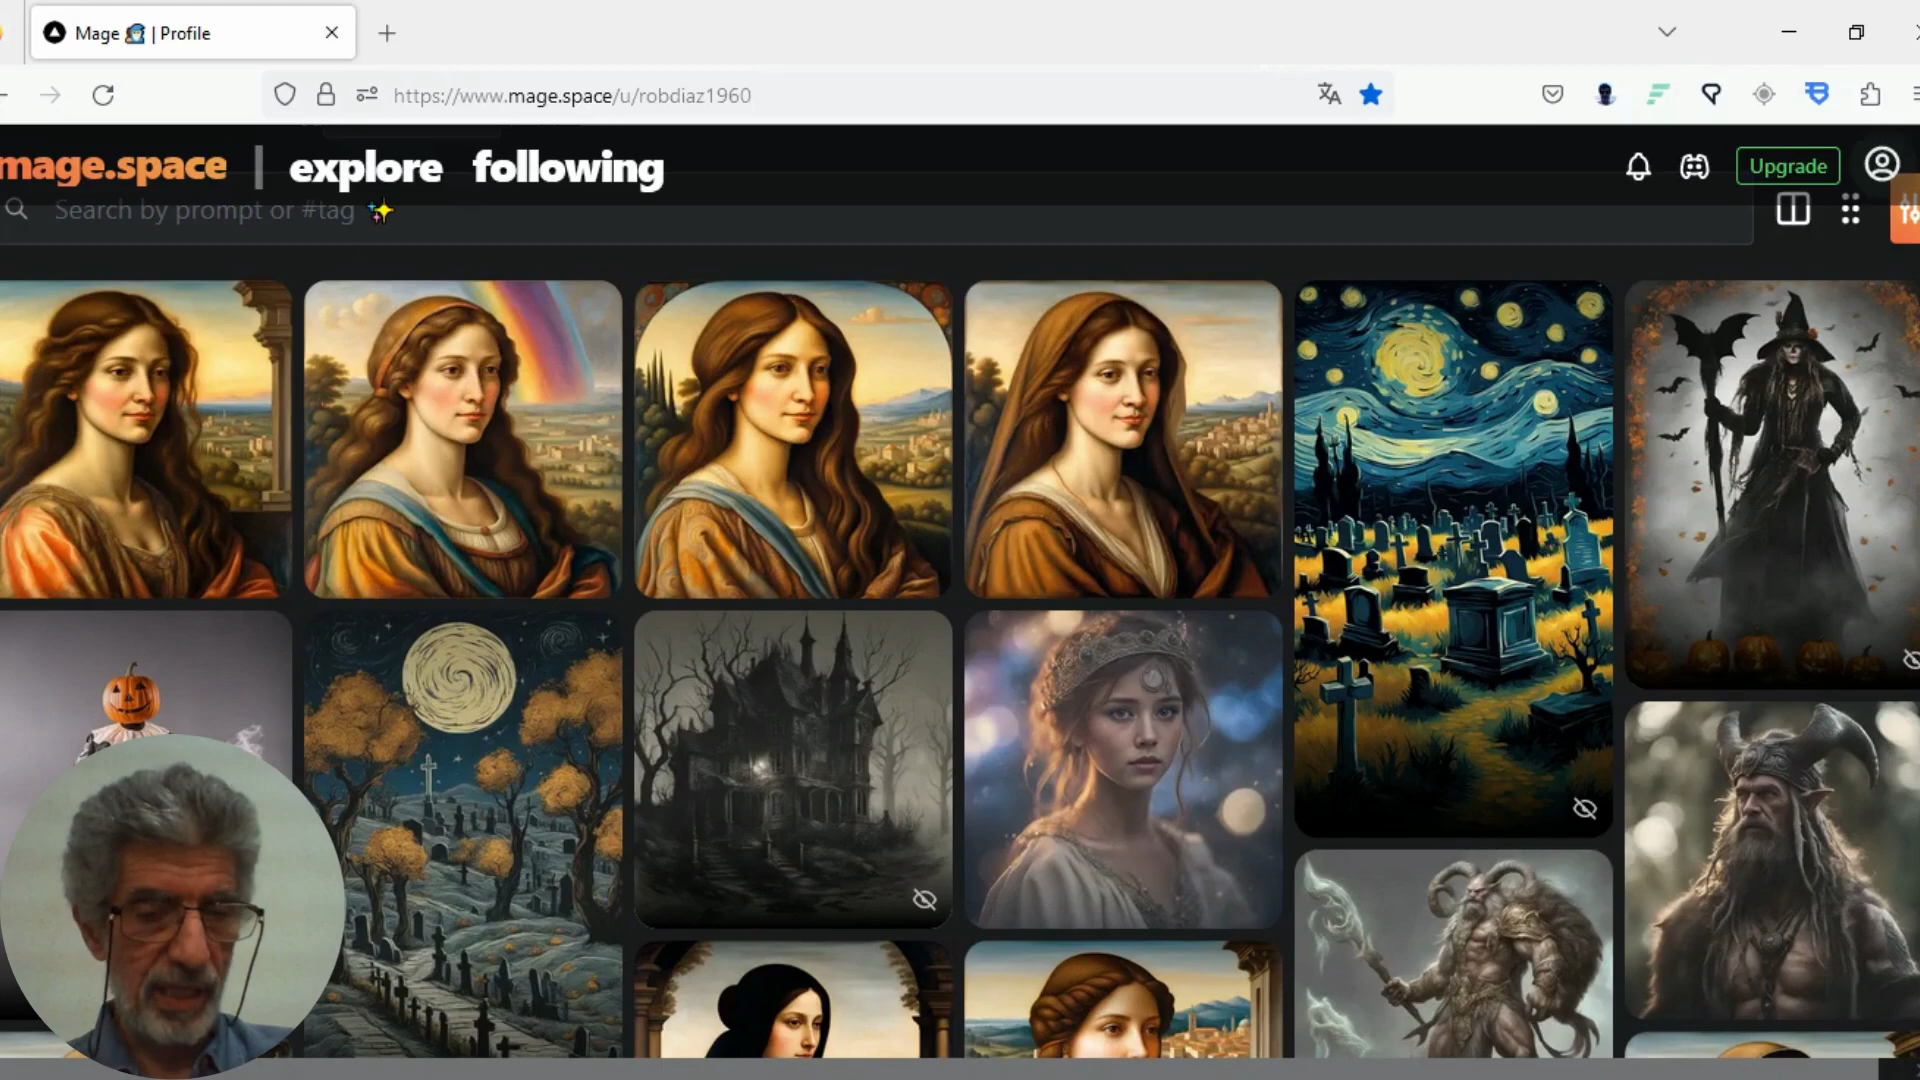 Mage 🧙 | Profile
https://www.mage.space/u/robdiaz1960
mage.space | explore following
Upgrade
Search by prompt or #tag ✨